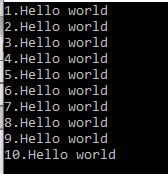 1.Hello world
2.Hello world
3.Hello world
4.Hello world
5.Hello world
6.Hello world
7.Hello world
8.Hello world
9.Hello world
10.Hello world